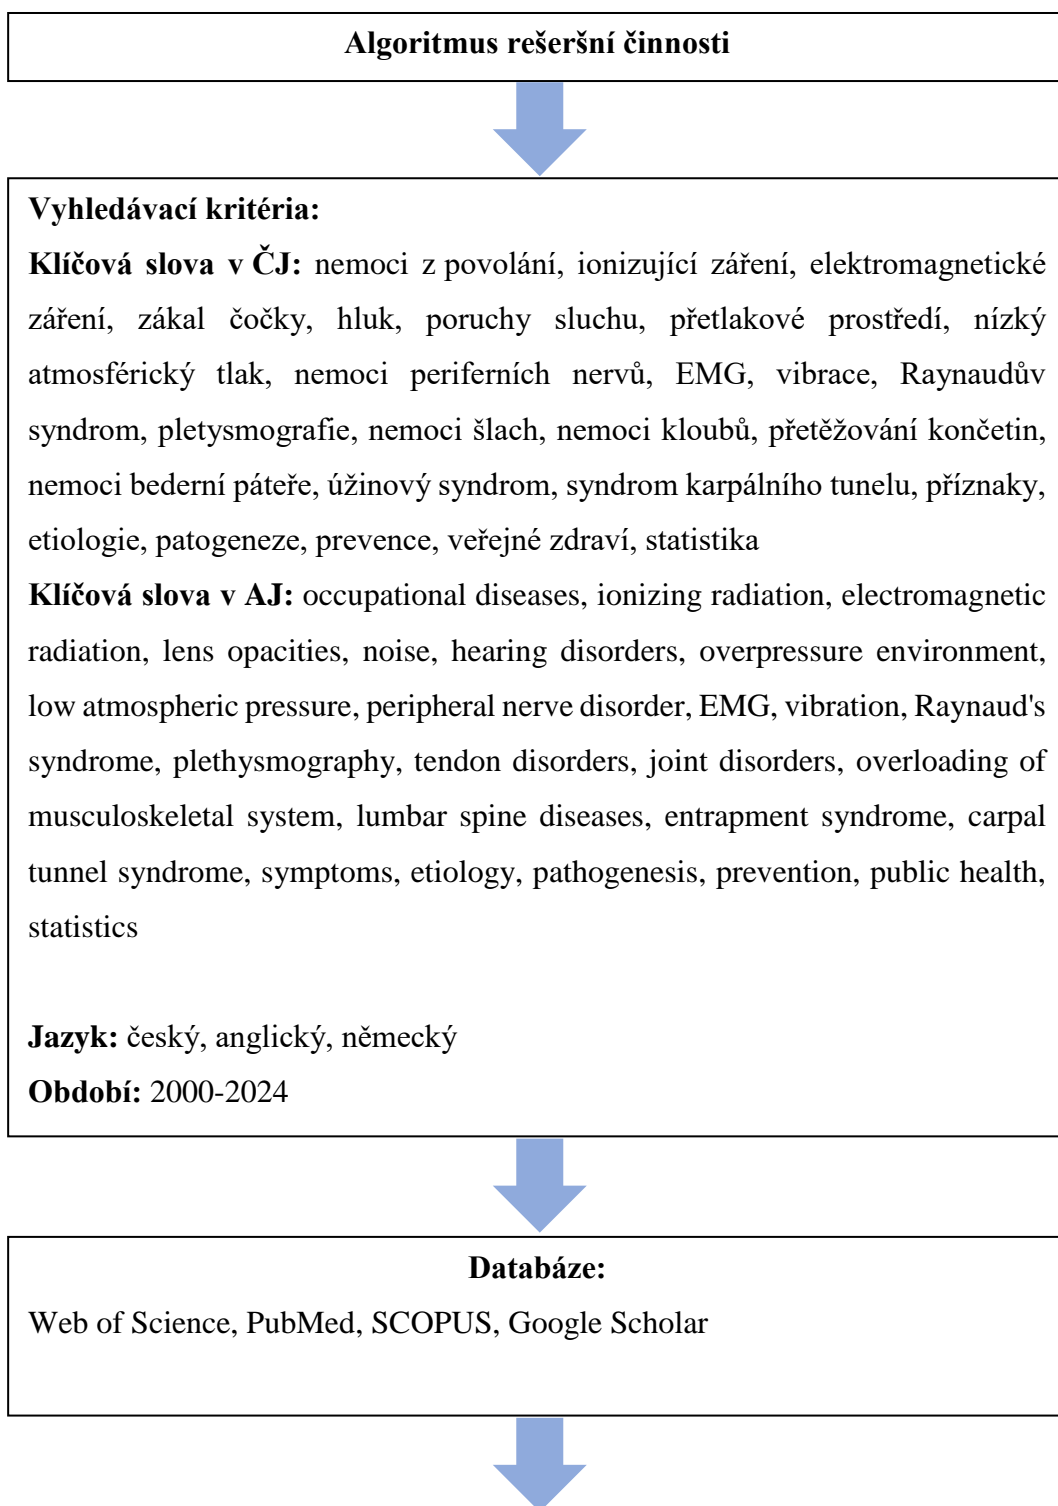 Algoritmus rešeršní činnosti
Vyhledávací kritéria:
Klíčová slova v ČJ: nemoci z povolání, ionizující záření, elektromagnetické
záření, zákal čočky, hluk, poruchy sluchu, přetlakové prostředí, nízký
atmosférický tlak, nemoci periferních nervů, EMG, vibrace, Raynaudův
syndrom, pletysmografie, nemoci šlach, nemoci kloubů, přetěžování končetin,
nemoci bederní páteře, úžinový syndrom, syndrom karpálního tunelu, příznaky,
etiologie, patogeneze, prevence, veřejné zdraví, statistika
Klíčová slova v AJ: occupational diseases, ionizing radiation, electromagnetic
radiation, lens opacities, noise, hearing disorders, overpressure environment,
low atmospheric pressure, peripheral nerve disorder, EMG, vibration, Raynaud's
syndrome, plethysmography, tendon disorders, joint disorders, overloading of
musculoskeletal system, lumbar spine diseases, entrapment syndrome, carpal
tunnel syndrome, symptoms, etiology, pathogenesis, prevention, public health,
statistics
Jazyk: český, anglický, německý
Období: 2000-2024
Databáze:
Web of Science, PubMed, SCOPUS, Google Scholar